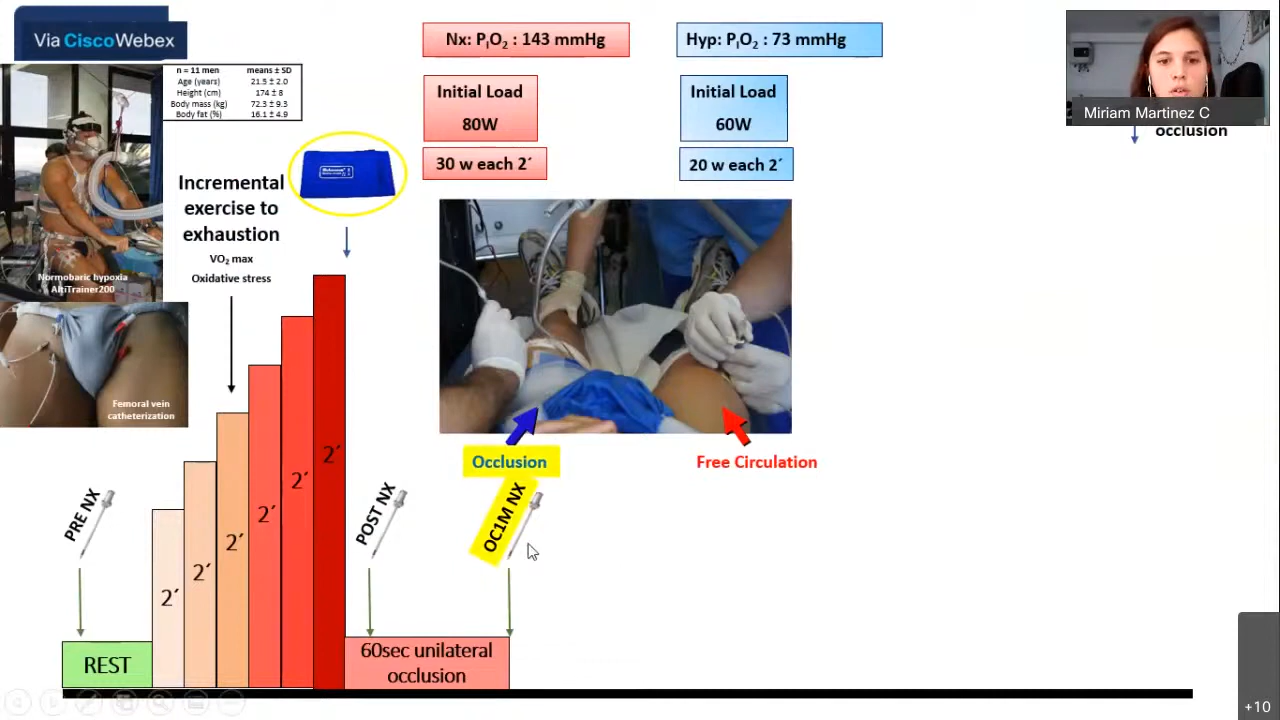 Via CiscoWebex
n = 11 men means ± SD
Age (years) 21.5 ± 2.0
Height (cm) 174 ± 8
Body mass (kg) 72.3 ± 9.3
Body fat (%) 16.1 ± 4.9
Normobaric hypoxia
AltiTrainer200
Femoral vein
catheterization
Incremental
exercise to
exhaustion
VO₂ max
Oxidative stress
Nx: PIO₂ : 143 mmHg
Initial Load
80W
30 w each 2´
Hyp: PIO₂ : 73 mmHg
Initial Load
60W
20 w each 2´
Miriam Martinez C
occlusion
Occlusion
Free Circulation
PRE NX
2´
2´
2´
2´
2´
2´
POST NX
OC1M NX
REST
60sec unilateral
occlusion
+10